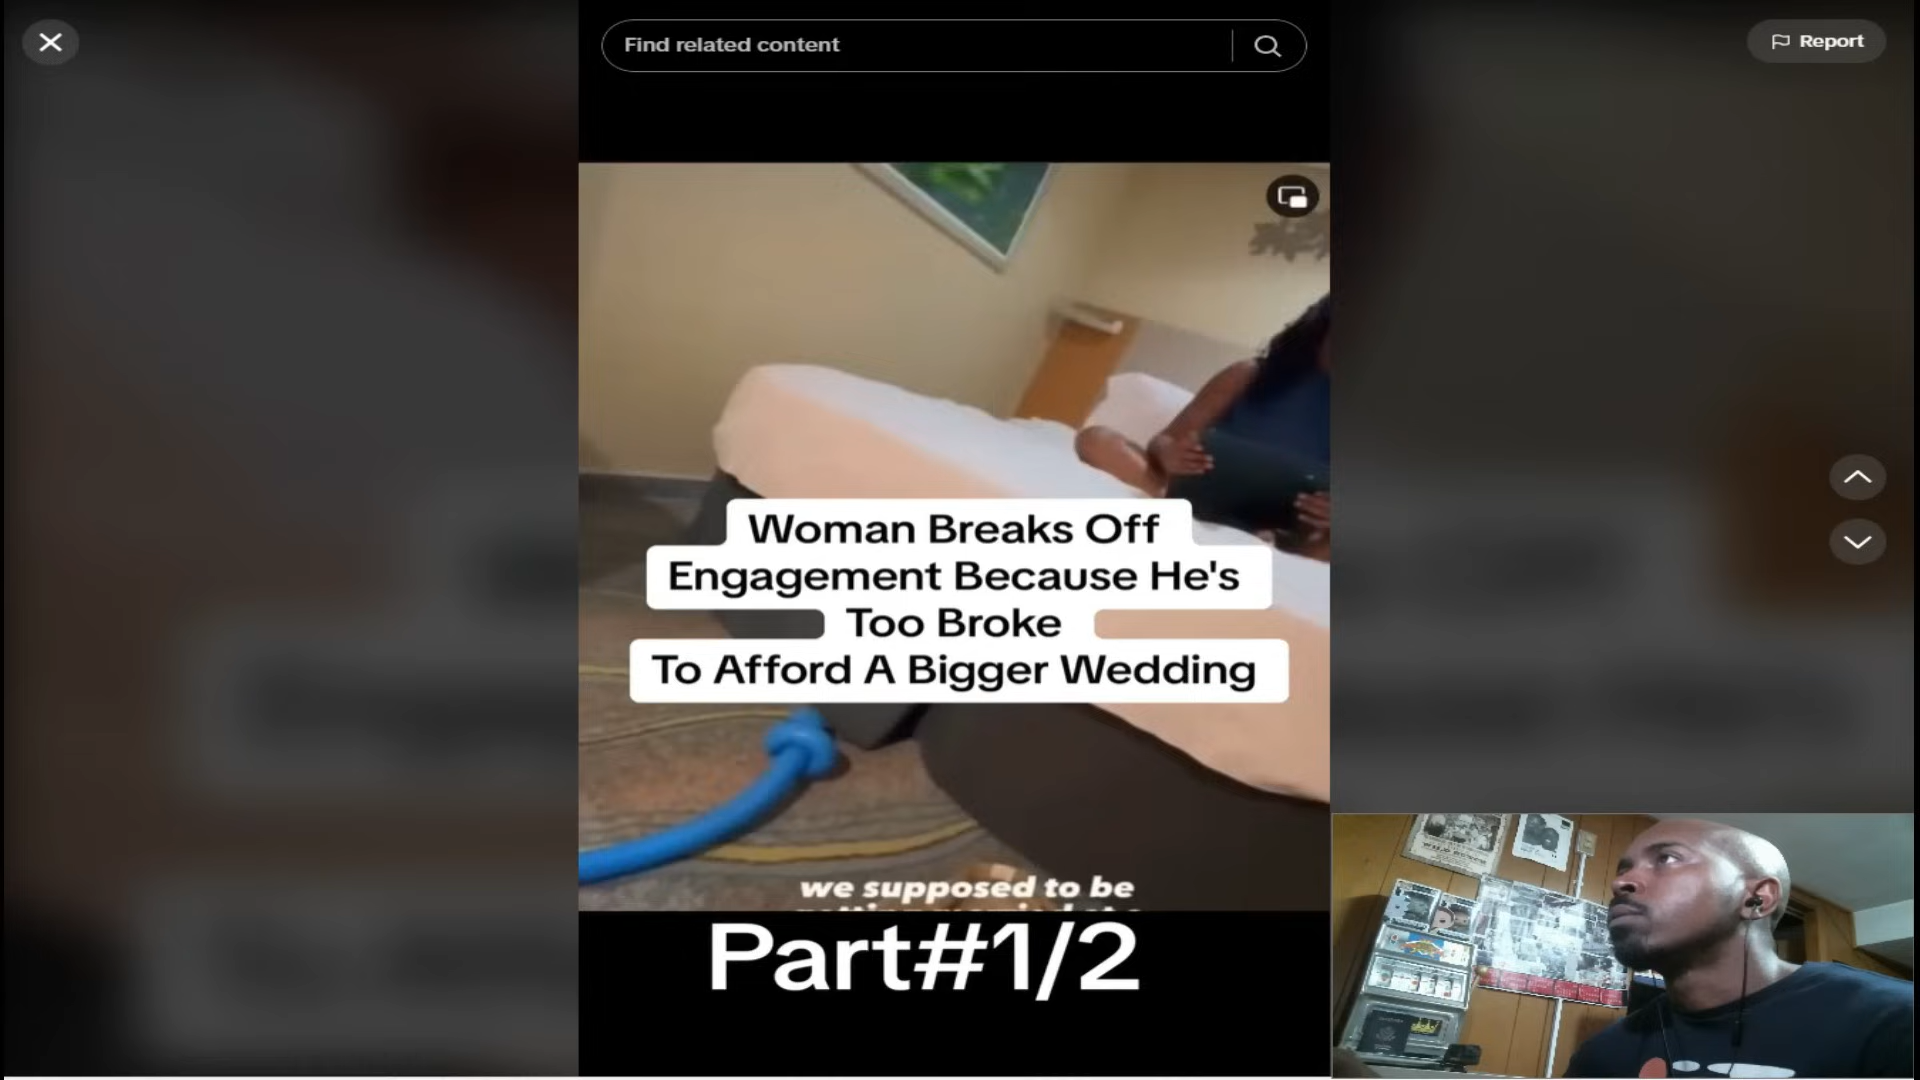 Find related content
Report
Woman Breaks Off
Engagement Because He's
Too Broke
To Afford A Bigger Wedding
we supposed to be
Part#1/2